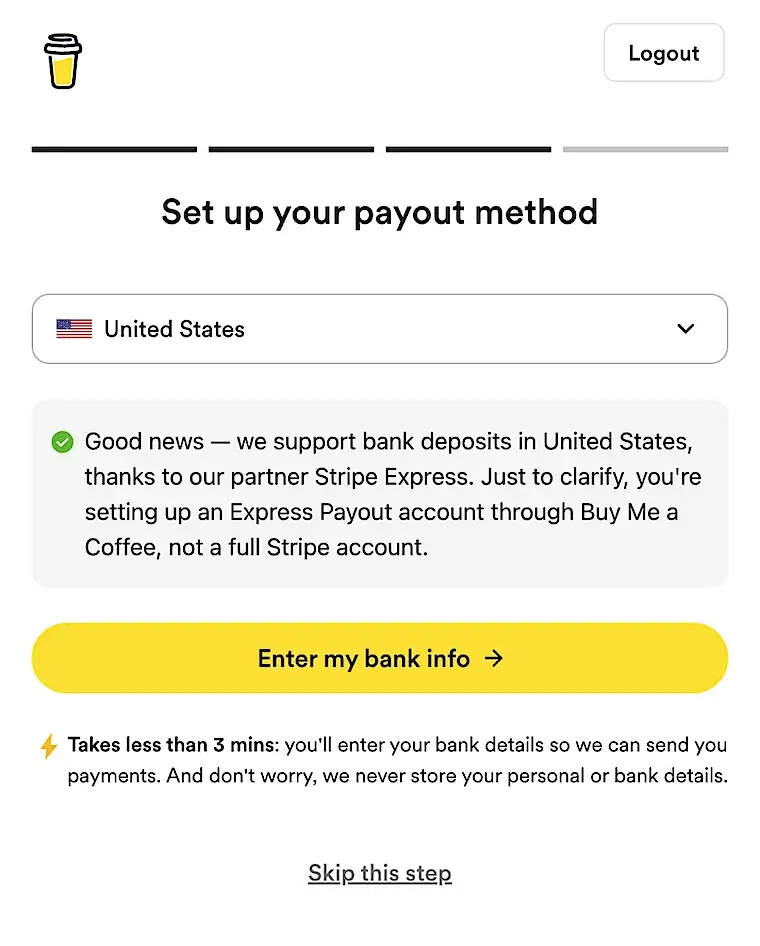 Logout
Set up your payout method
United States
Good news — we support bank deposits in United States,
thanks to our partner Stripe Express. Just to clarify, you're
setting up an Express Payout account through Buy Me a
Coffee, not a full Stripe account.
Enter my bank info →
Takes less than 3 mins: you'll enter your bank details so we can send you
payments. And don't worry, we never store your personal or bank details.
Skip this step